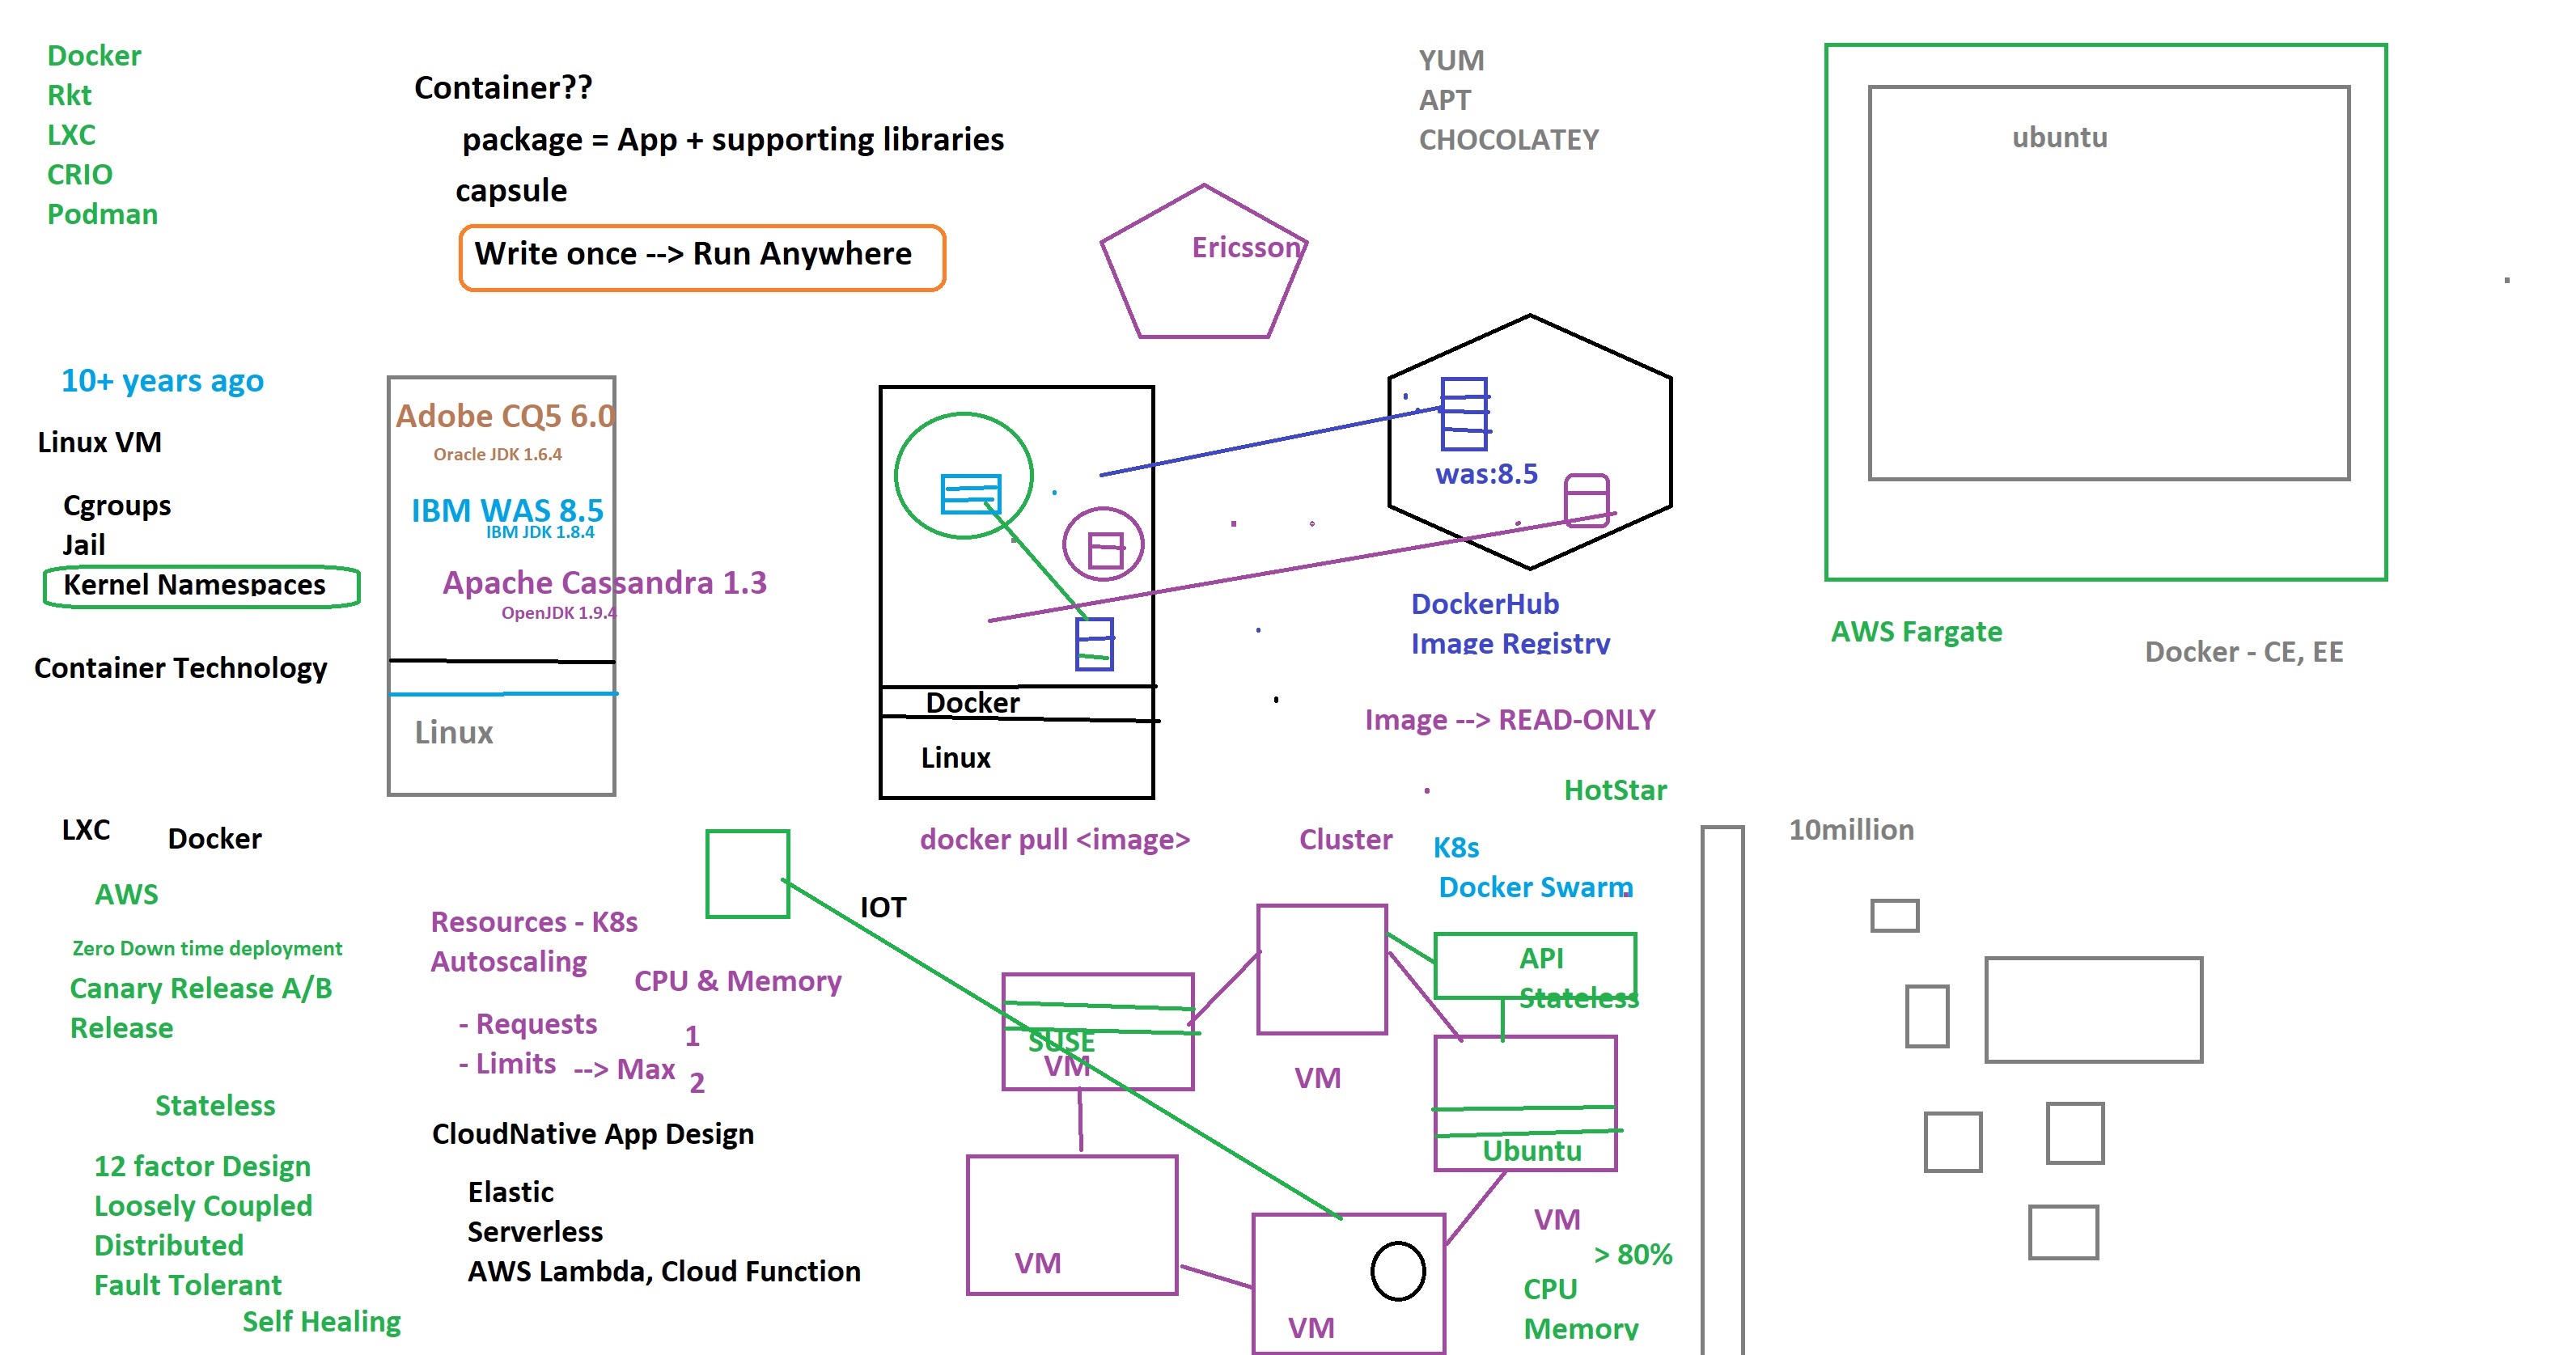 Docker
Rkt
LXC
CRIO
Podman
Container??
package = App + supporting libraries
capsule
Write once --> Run Anywhere
YUM
APT
CHOCOLATEY
ubuntu
Ericsson
10+ years ago
Linux VM
Cgroups
Jail
Kernel Namespaces
Container Technology
Adobe CQ5 6.0
Oracle JDK 1.6.4
IBM WAS 8.5
IBM JDK 1.8.4
Apache Cassandra 1.3
OpenJDK 1.9.4
Linux
Docker
Linux
was:8.5
DockerHub
Image Registry
AWS Fargate
Docker - CE, EE
Image --> READ-ONLY
HotStar
LXC
Docker
AWS
Zero Down time deployment
Canary Release A/B
Release
Stateless
12 factor Design
Loosely Coupled
Distributed
Fault Tolerant
Self Healing
Resources - K8s
Autoscaling
CPU & Memory
- Requests 1
- Limits --> Max 2
CloudNative App Design
Elastic
Serverless
AWS Lambda, Cloud Function
docker pull <image>
IOT
Cluster
K8s
Docker Swarm
API
Stateless
SUSE
VM
VM
Ubuntu
VM
VM
VM
> 80%
CPU
Memory
10million